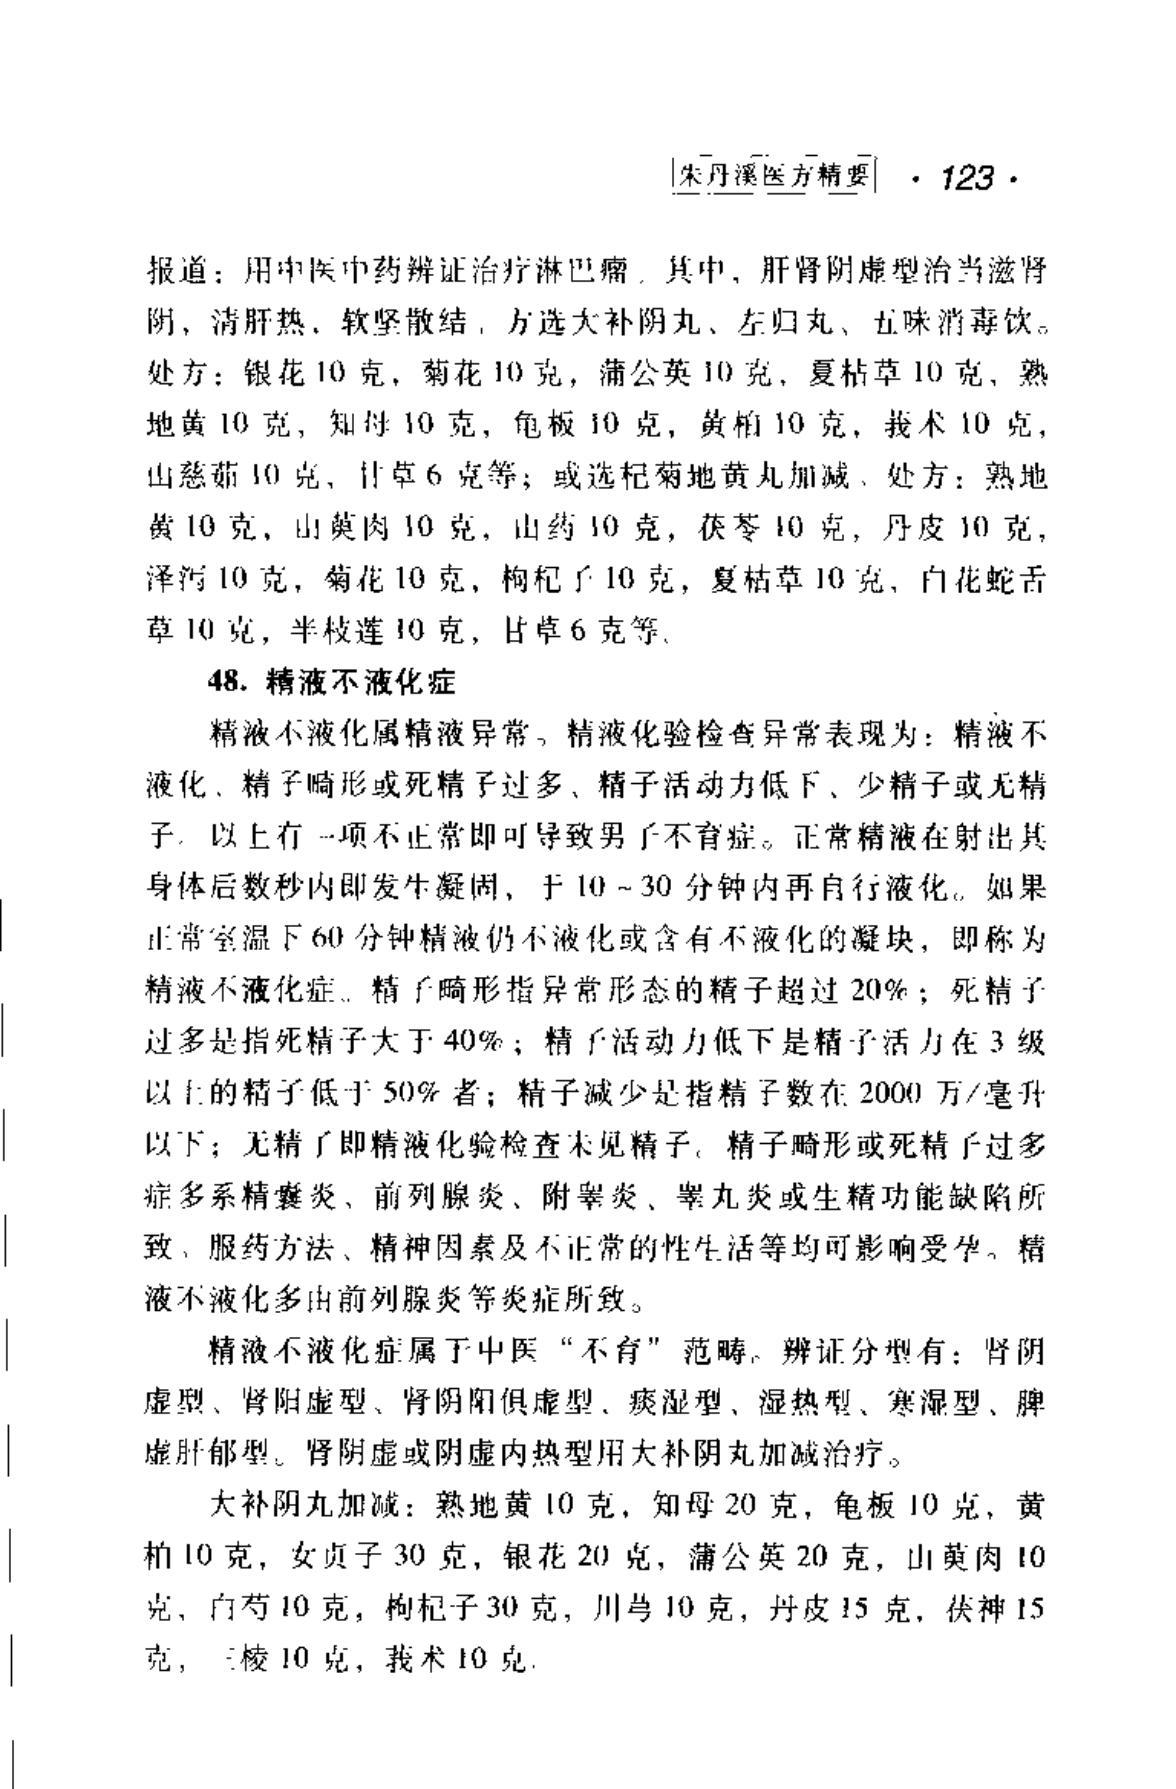 朱丹溪医方精要 · 123 ·
报道：用中医中药辨证治疗淋巴瘤。其中，肝肾阴虚型治当滋肾
阴，清肝热，软坚散结，方选大补阴丸、左归丸、五味消毒饮。
处方：银花 10 克，菊花 10 克，蒲公英 10 克，夏枯草 10 克，熟
地黄 10 克，知母 10 克，龟板 10 克，黄柏 10 克，莪术 10 克，
山慈茹 10 克，甘草 6 克等；或选杞菊地黄丸加减、处方：熟地
黄 10 克，山萸肉 10 克，山药 10 克，茯苓 10 克，丹皮 10 克，
泽泻 10 克，菊花 10 克，枸杞子 10 克，夏枯草 10 克，白花蛇舌
草 10 克，半枝莲 10 克，甘草 6 克等。
48. 精液不液化症
精液不液化属精液异常。精液化验检查异常表现为：精液不
液化、精子畸形或死精子过多、精子活动力低下、少精子或无精
子。以上有一项不正常即可导致男子不育症。正常精液在射出其
身体后数秒内即发生凝固，于 10～30 分钟内再自行液化。如果
正常室温下 60 分钟精液仍不液化或含有不液化的凝块，即称为
精液不液化症。精子畸形指异常形态的精子超过 20%；死精子
过多是指死精子大于 40%；精子活动力低下是精子活力在 3 级
以上的精子低于 50% 者；精子减少是指精子数在 2000 万/毫升
以下；无精子即精液化验检查未见精子。精子畸形或死精子过多
症多系精囊炎、前列腺炎、附睾炎、睾丸炎或生精功能缺陷所
致、服药方法、精神因素及不正常的性生活等均可影响受孕。精
液不液化多由前列腺炎等炎症所致。
精液不液化症属于中医“不育”范畴。辨证分型有：肾阴
虚型、肾阳虚型、肾阴阳俱虚型、痰湿型、湿热型、寒湿型、脾
虚肝郁型。肾阴虚或阴虚内热型用大补阴丸加减治疗。
大补阴丸加减：熟地黄 10 克，知母 20 克，龟板 10 克，黄
柏 10 克，女贞子 30 克，银花 20 克，蒲公英 20 克，山萸肉 10
克，白芍 10 克，枸杞子 30 克，川芎 10 克，丹皮 15 克，茯神 15
克，三棱 10 克，莪术 10 克。